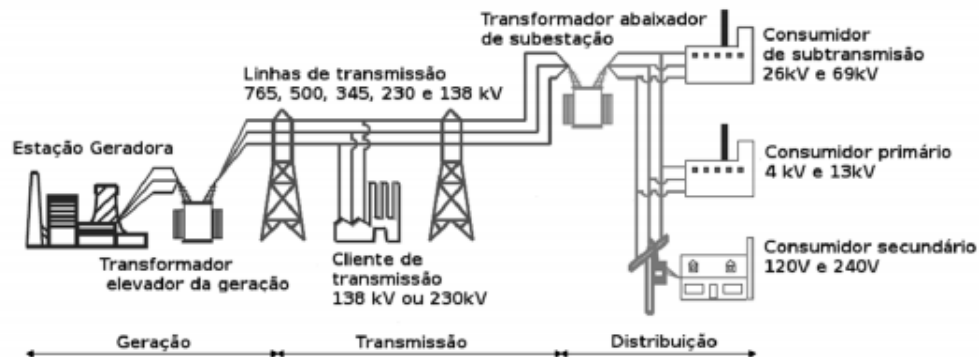 Transformador abaixador
de subestação
Consumidor
de subtransmisão
26kV e 69kV
Linhas de transmissão
765, 500, 345, 230 e 138 kV
Estação Geradora
Consumidor primário
4 kV e 13kV
Transformador
elevador da geração
Cliente de
transmissão
138 kV ou 230kV
Consumidor secundário
120V e 240V
Geração
Transmissão
Distribuição